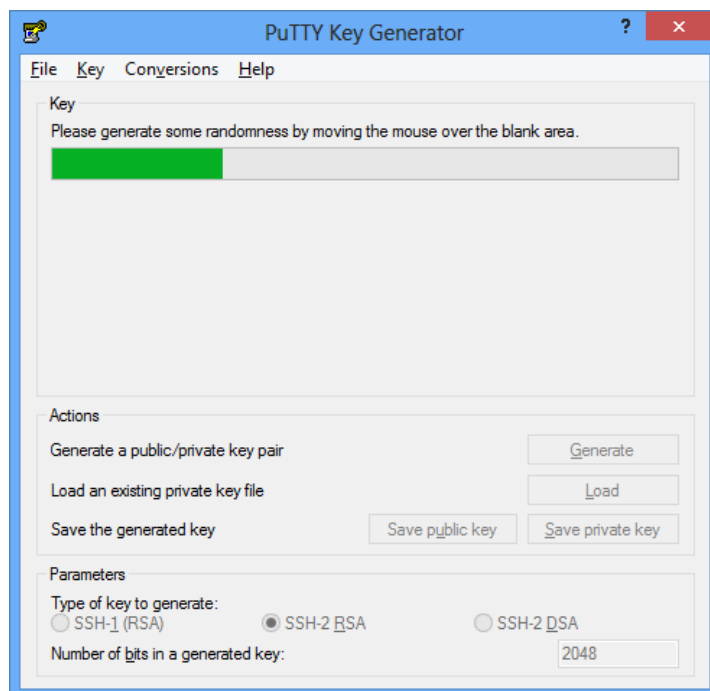 PuTTY Key Generator
?
File Key Conversions Help
Key
Please generate some randomness by moving the mouse over the blank area.
Actions
Generate a public/private key pair Generate
Load an existing private key file Load
Save the generated key Save public key Save private key
Parameters
Type of key to generate:
SSH-1 (RSA) SSH-2 RSA SSH-2 DSA
Number of bits in a generated key: 2048